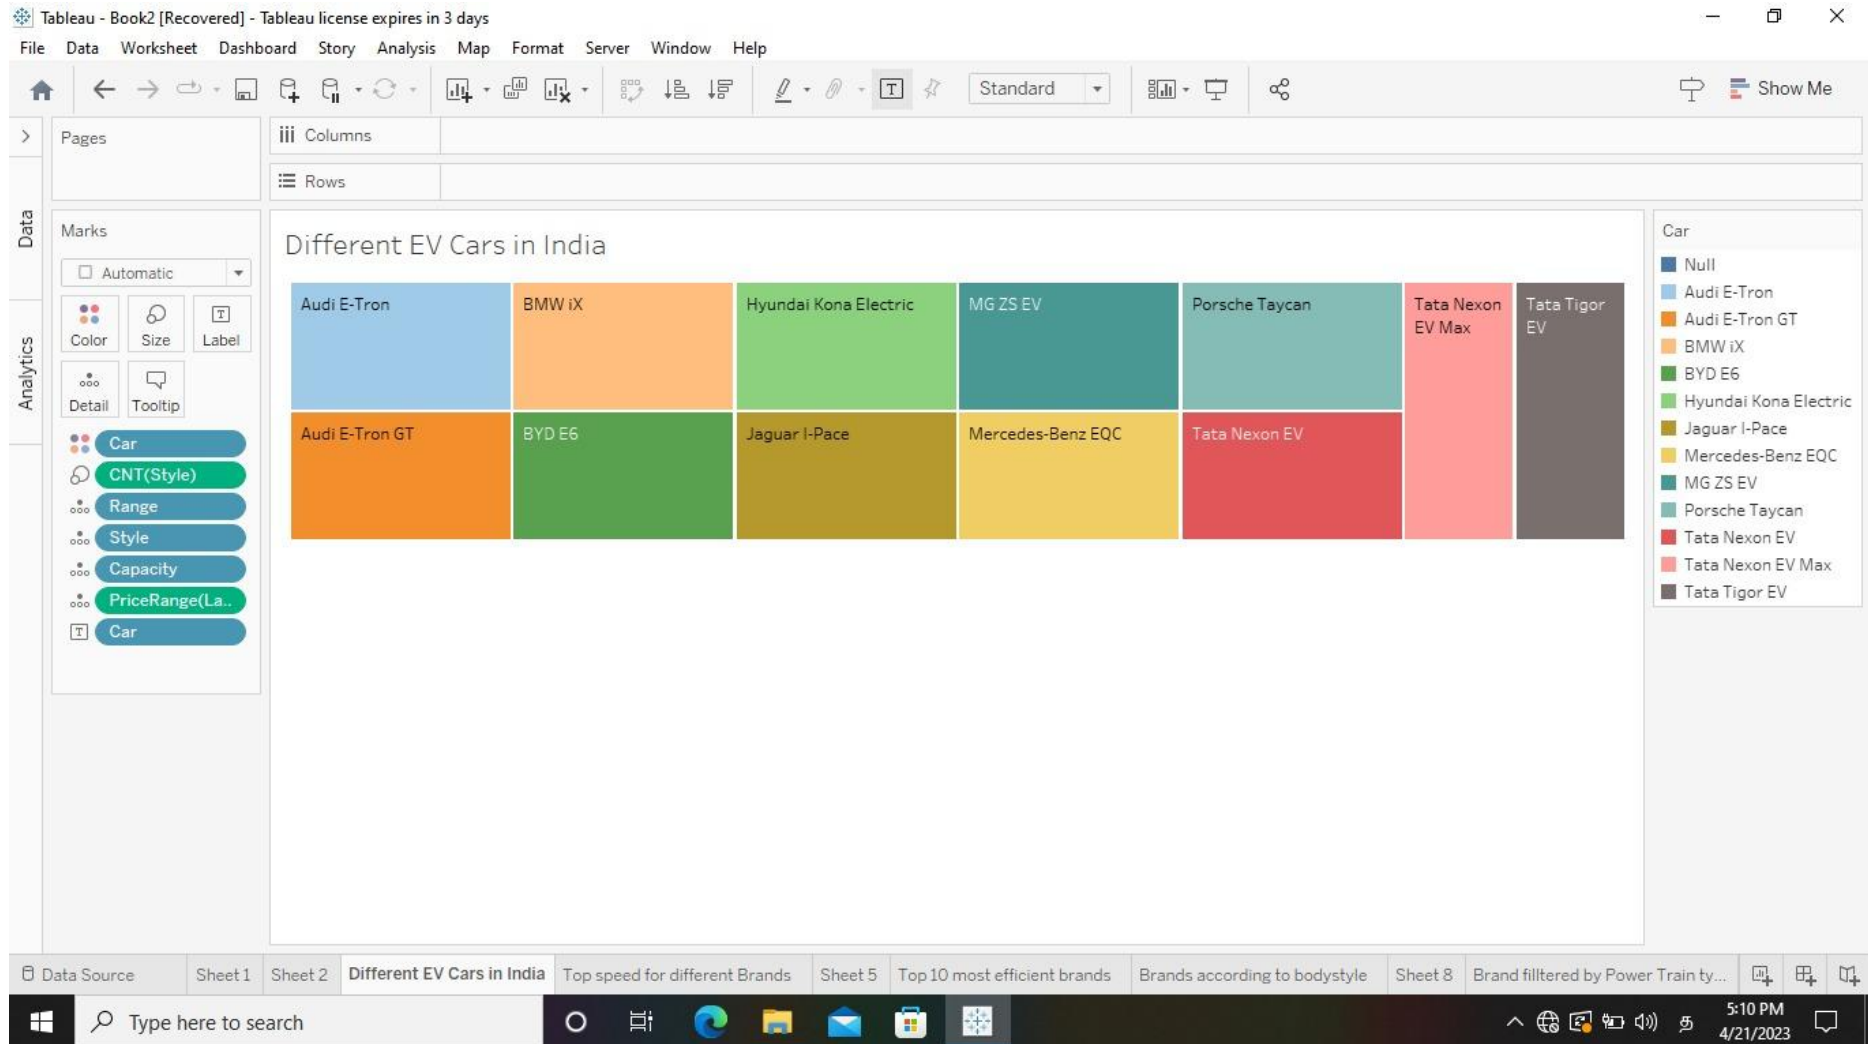 Tableau - Book2 [Recovered] - Tableau license expires in 3 days
File Data Worksheet Dashboard Story Analysis Map Format Server Window Help
Standard
Show Me
Pages
Columns
Rows
Data
Analytics
Marks
Automatic
Color Size Label
Detail Tooltip
Car
CNT(Style)
Range
Style
Capacity
PriceRange(La..
Car
Different EV Cars in India
Audi E-Tron
BMW iX
Hyundai Kona Electric
MG ZS EV
Porsche Taycan
Tata Nexon
EV Max
Tata Tigor
EV
Audi E-Tron GT
BYD E6
Jaguar I-Pace
Mercedes-Benz EQC
Tata Nexon EV
Car
Null
Audi E-Tron
Audi E-Tron GT
BMW iX
BYD E6
Hyundai Kona Electric
Jaguar I-Pace
Mercedes-Benz EQC
MG ZS EV
Porsche Taycan
Tata Nexon EV
Tata Nexon EV Max
Tata Tigor EV
Data Source Sheet 1 Sheet 2 Different EV Cars in India Top speed for different Brands Sheet 5 Top 10 most efficient brands Brands according to bodystyle Sheet 8 Brand filltered by Power Train ty...
Type here to search
த
5:10 PM
4/21/2023